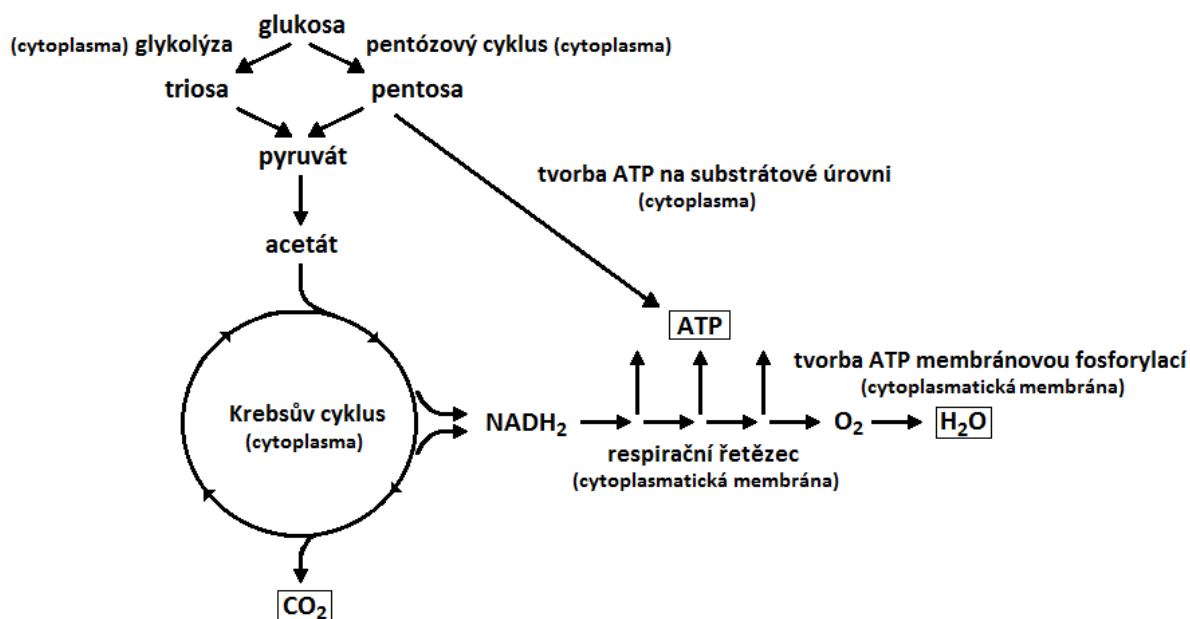 glukosa
(cytoplasma) glykolýza
pentózový cyklus (cytoplasma)
triosa
pentosa
pyruvát
tvorba ATP na substrátové úrovni
(cytoplasma)
acetát
ATP
tvorba ATP membránovou fosforylací
(cytoplasmatická membrána)
Krebsův cyklus
(cytoplasma)
NADH₂
O₂
H₂O
respirační řetězec
(cytoplasmatická membrána)
CO₂